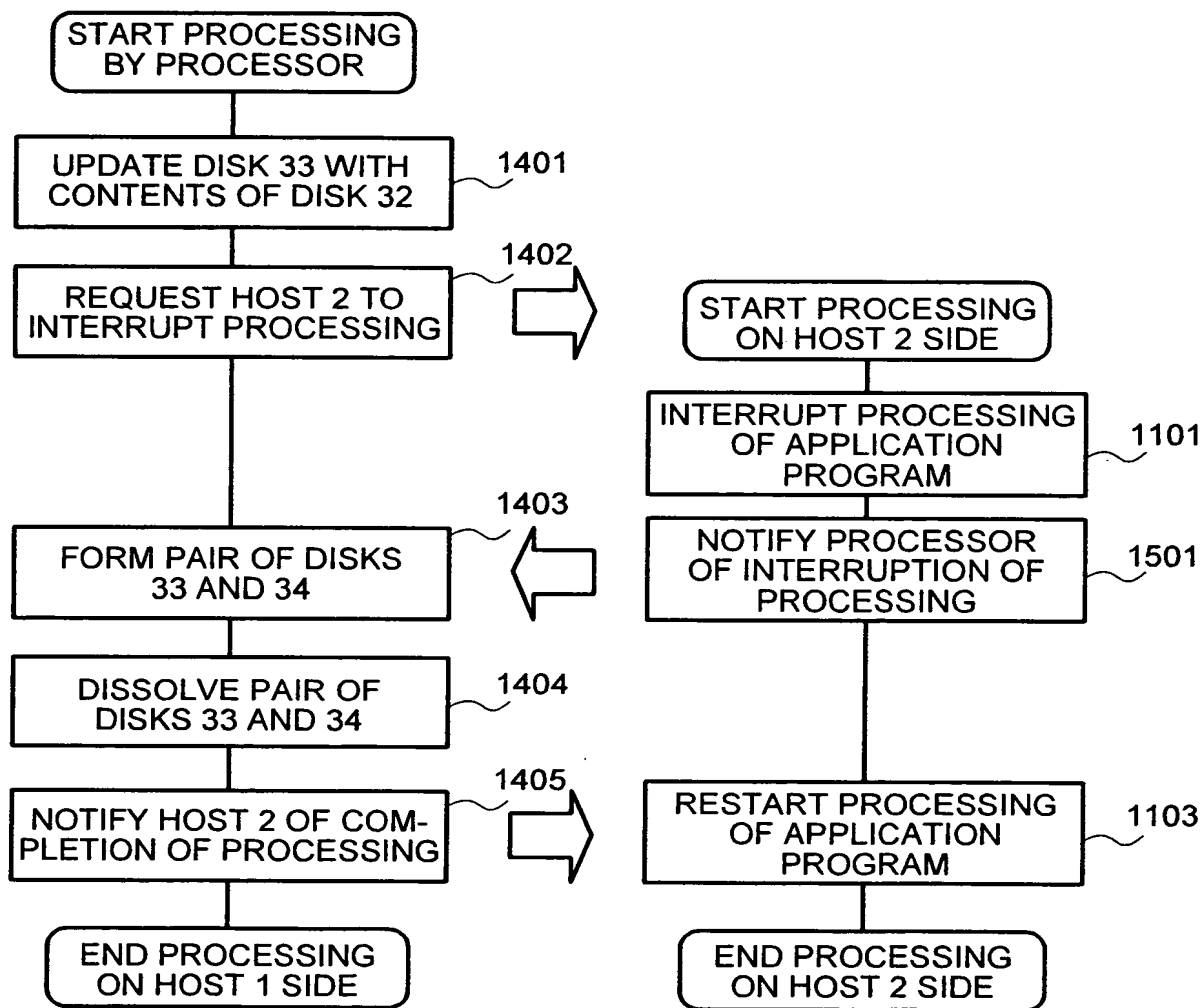 START PROCESSING
BY PROCESSOR
UPDATE DISK 33 WITH
CONTENTS OF DISK 32
1401
REQUEST HOST 2 TO
INTERRUPT PROCESSING
1402
START PROCESSING
ON HOST 2 SIDE
INTERRUPT PROCESSING
OF APPLICATION
PROGRAM
1101
FORM PAIR OF DISKS
33 AND 34
1403
NOTIFY PROCESSOR
OF INTERRUPTION OF
PROCESSING
1501
DISSOLVE PAIR OF
DISKS 33 AND 34
1404
NOTIFY HOST 2 OF COM-
PLETION OF PROCESSING
1405
RESTART PROCESSING
OF APPLICATION
PROGRAM
1103
END PROCESSING
ON HOST 1 SIDE
END PROCESSING
ON HOST 2 SIDE